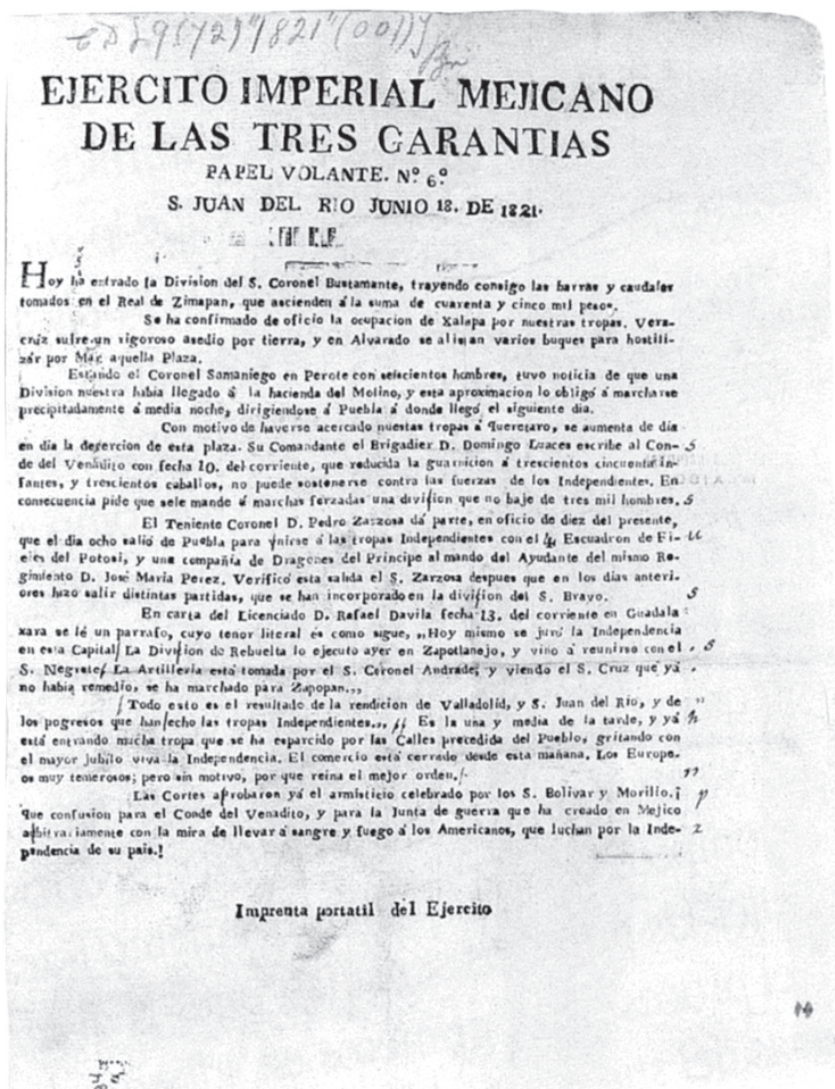 EJERCITO IMPERIAL MEJICANO
DE LAS TRES GARANTIAS
PAPEL VOLANTE. Nº. 6º.
S. JUAN DEL RIO JUNIO 18. DE 1821.
Hoy ha entrado la Division del S. Coronel Bustamante, trayendo consigo las barras y caudales
tomados en el Real de Zimapan, que ascienden á la suma de cuarenta y cinco mil pesos.
Se ha confirmado de oficio la ocupacion de Xalapa por nuestras tropas. Vera-
cruz sufre un rigoroso asedio por tierra, y en Alvarado se alistan varios buques para hostili-
zar por Mar aquella Plaza.
Estando el Coronel Samaniego en Perote con seiscientos hombres, tuvo noticia de que una
Division nuestra habia llegado á la hacienda del Molino, y esta aproximacion lo obligó á marcharse
precipitadamente á media noche, dirigiendose á Puebla á donde llegó el siguiente dia.
Con motivo de haverse acercado nuestas tropas á Queretaro, se aumenta de dia
en dia la desercion de esta plaza. Su Comandante el Brigadier D. Domingo Luaces escribe al Con- s
de del Venadito con fecha 10. del corriente, que reducida la guarnicion á trescientos cincuenta in-
fantes, y trescientos caballos, no puede sostenerse contra las fuerzas de los Independientes. En
consecuencia pide que sele mande á marchas forzadas una division que no baje de tres mil hombres. s
El Teniente Coronel D. Pedro Zarzosa dá parte, en oficio de diez del presente,
que el dia ocho salió de Puebla para ynirse á las tropas Independientes con el 4 Escuadron de Fi- u
eles del Potosi, y una compañia de Dragones del Principe al mando del Ayudante del mismo Re-
gimiento D. José Maria Perez. Verificó esta salida el S. Zarzosa despues que en los dias anteri-
ores hizo salir distintas partidas, que se han incorporado en la division del S. Bravo. s
En carta del Licenciado D. Rafael Davila fecha 13. del corriente en Guadala
xara se lé un parrafo, cuyo tenor literal es como sigue, ,,Hoy mismo se juró la Independencia
en esta Capital/ La Division de Rebuelta lo ejecuto ayer en Zapotlanejo, y vino á reunirse con el . s
S. Negrete/ La Artilleria está tomada por el S. Coronel Andrade, y viendo el S. Cruz que yá .
no habia remedio, se ha marchado para Zapopan.,,
/Todo esto es el resultado de la rendicion de Valladolid, y S. Juan del Rio, y de ,,
los pogresos que han/echo las tropas Independientes.,, ,, Es la una y media de la tarde, y yá h
está entrando mucha tropa que se ha esparcido por las Calles precedida del Pueblo, gritando con
el mayor jubilo viva la Independencia. El comercio está cerrado desde esta mañana. Los Europe-
os muy temerosos; pero sin motivo, por que reina el mejor orden./. ,,
Las Cortes aprobaron yá el armisticio celebrado por los S. Bolivar y Morillo.¡ p
Que confusion para el Conde del Venadito, y para la Junta de guerra que ha creado en Mejico
arbitrariamente con la mira de llevar á sangre y fuego á los Americanos, que luchan por la Inde- r
pendencia de su pais.!
Imprenta portatil del Ejercito